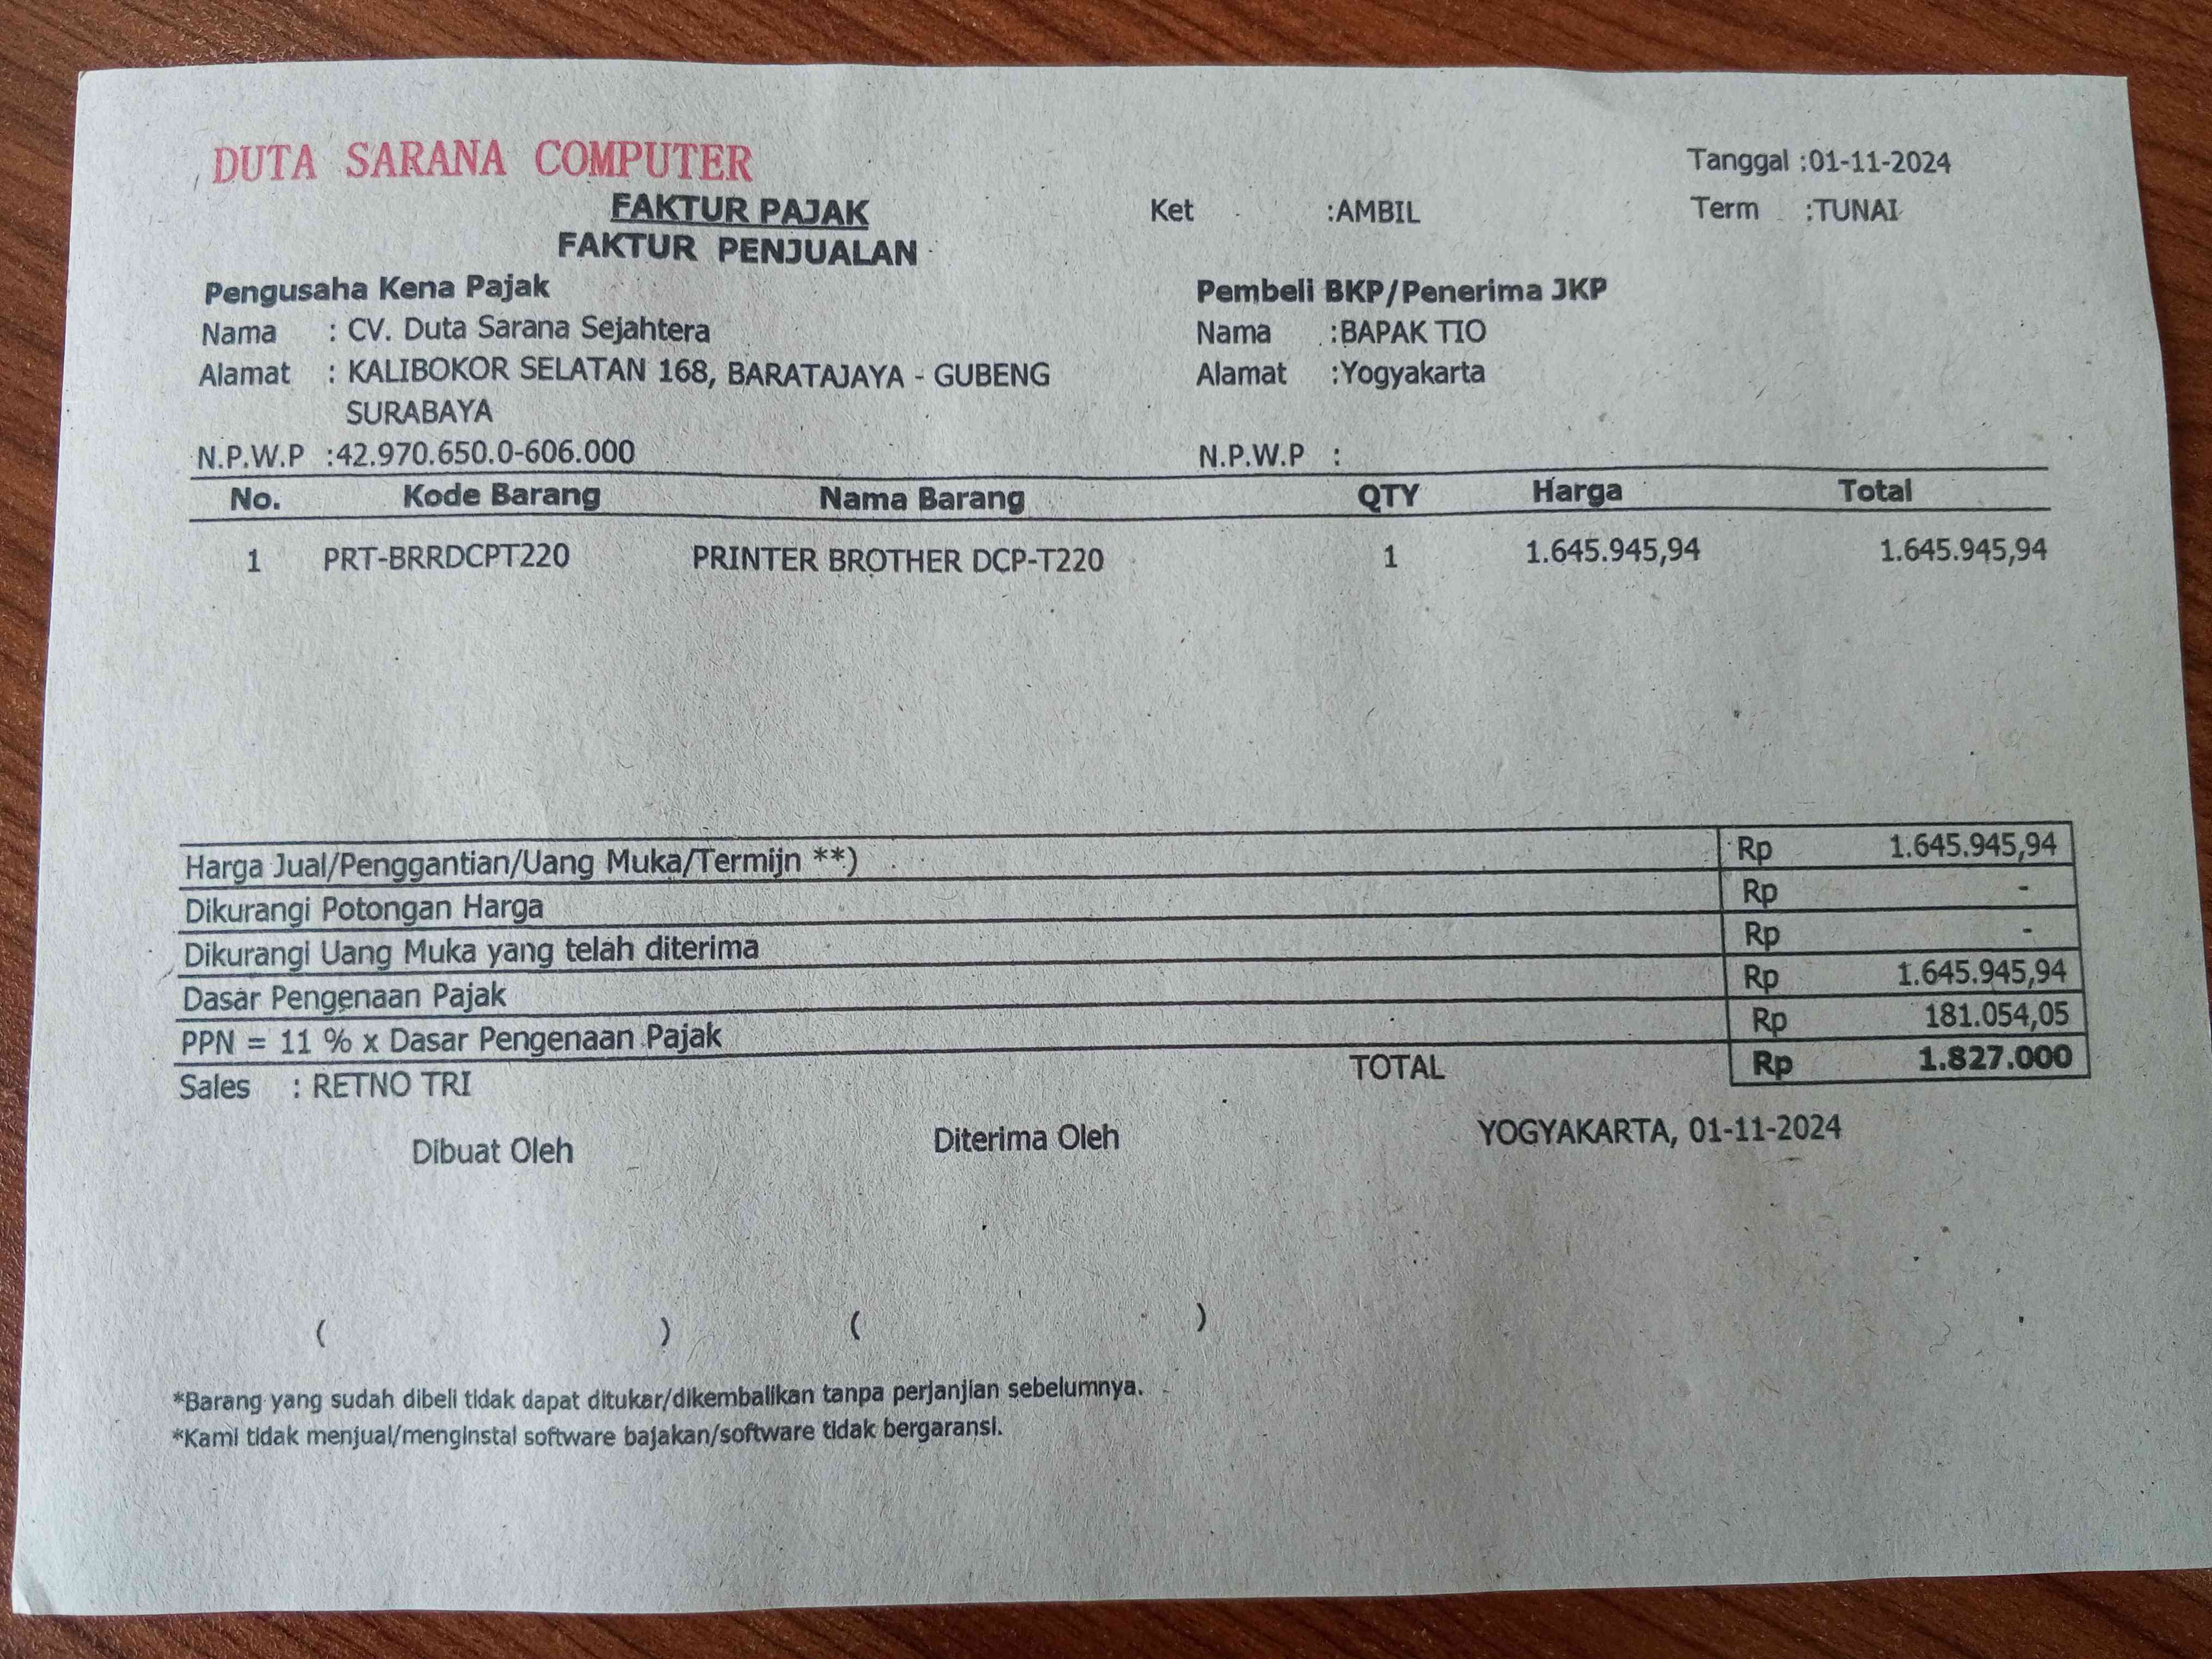 DUTA SARANA COMPUTER
Tanggal :01-11-2024
FAKTUR PAJAK
Ket :AMBIL
Term :TUNAI
FAKTUR PENJUALAN
Pengusaha Kena Pajak
Pembeli BKP/Penerima JKP
Nama : CV. Duta Sarana Sejahtera
Nama :BAPAK TIO
Alamat : KALIBOKOR SELATAN 168, BARATAJAYA - GUBENG
SURABAYA
Alamat :Yogyakarta
N.P.W.P :42.970.650.0-606.000
N.P.W.P :
No. Kode Barang Nama Barang QTY Harga Total
1 PRT-BRRDCPT220 PRINTER BROTHER DCP-T220 1 1.645.945,94 1.645.945,94
Harga Jual/Penggantian/Uang Muka/Termijn **) Rp 1.645.945,94
Dikurangi Potongan Harga Rp -
Dikurangi Uang Muka yang telah diterima Rp -
Dasar Pengenaan Pajak Rp 1.645.945,94
PPN = 11 % x Dasar Pengenaan Pajak Rp 181.054,05
Sales : RETNO TRI
TOTAL Rp 1.827.000
Dibuat Oleh
Diterima Oleh
YOGYAKARTA, 01-11-2024
( ) ( )
*Barang yang sudah dibeli tidak dapat ditukar/dikembalikan tanpa perjanjian sebelumnya.
*Kami tidak menjual/menginstal software bajakan/software tidak bergaransi.